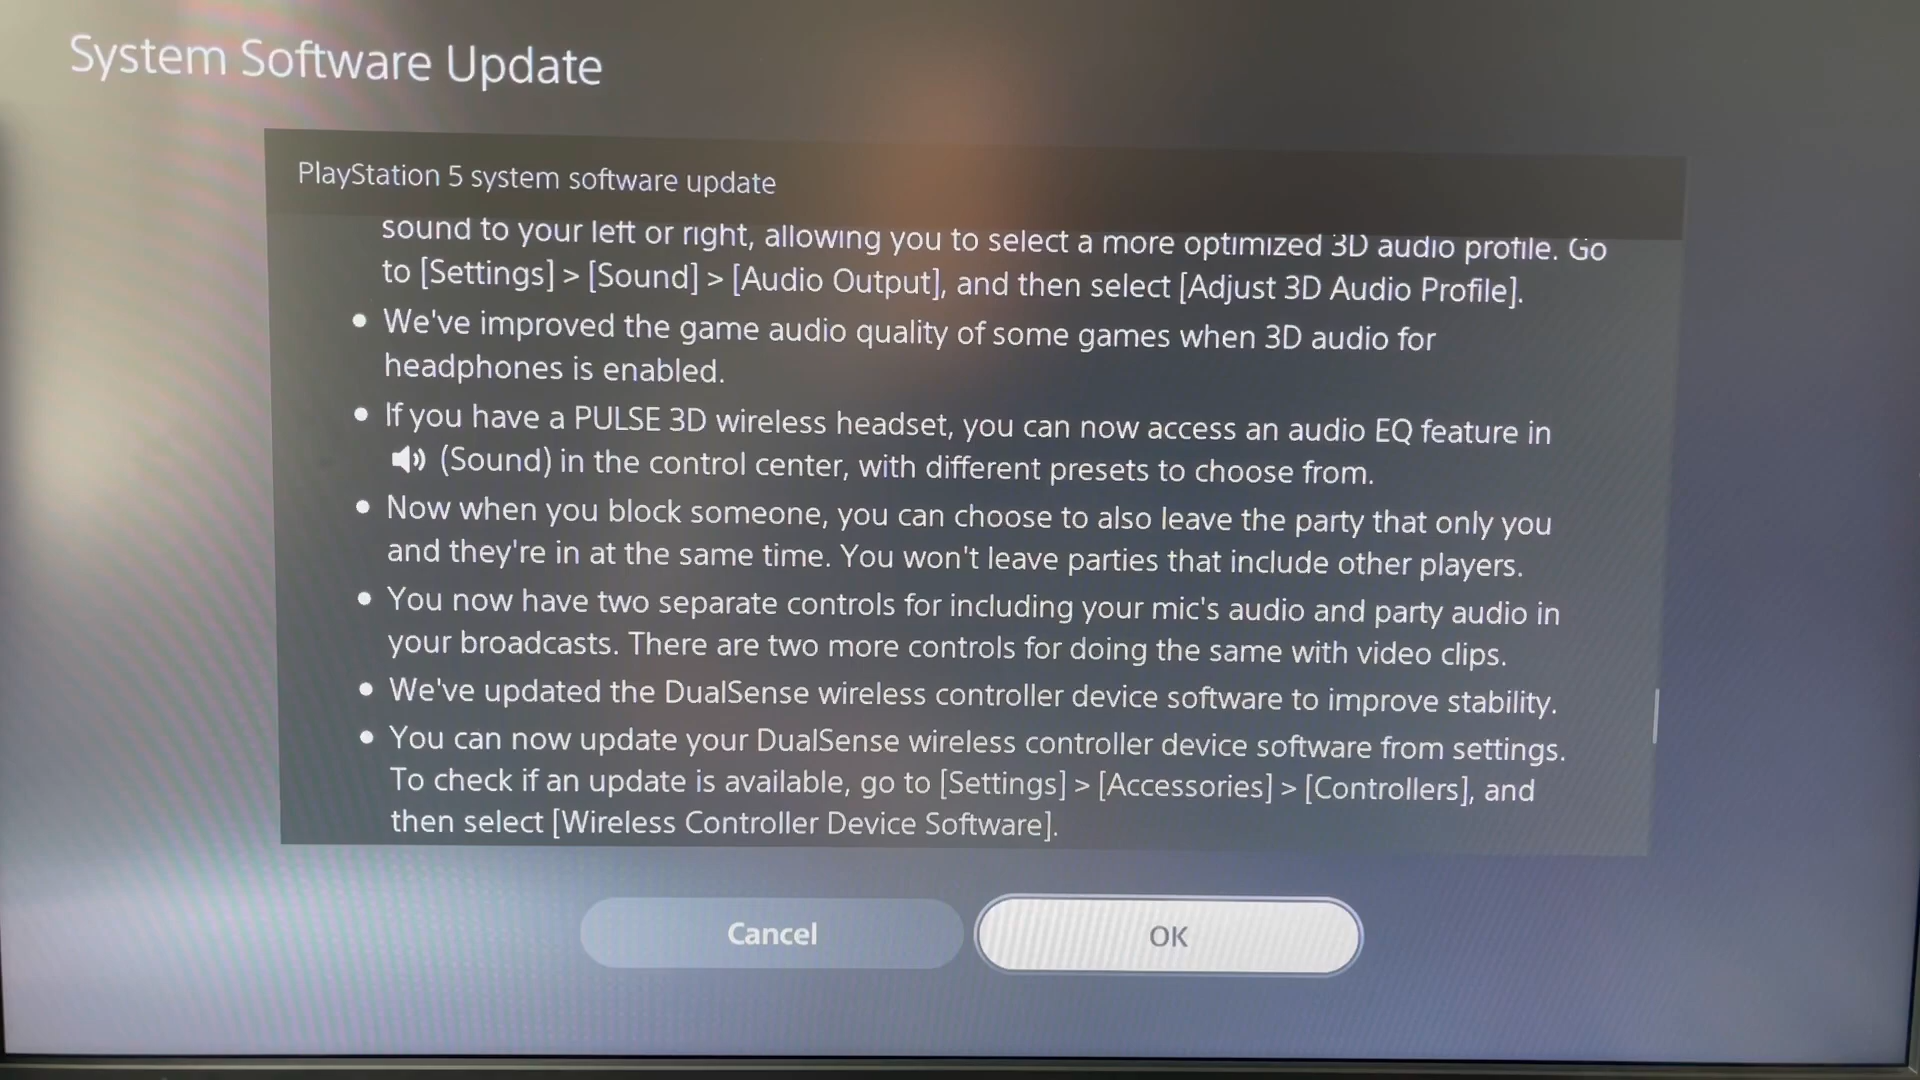 System Software Update
PlayStation 5 system software update
sound to your left or right, allowing you to select a more optimized 3D audio profile. Go
to [Settings] > [Sound] > [Audio Output], and then select [Adjust 3D Audio Profile].
• We've improved the game audio quality of some games when 3D audio for
headphones is enabled.
• If you have a PULSE 3D wireless headset, you can now access an audio EQ feature in
(Sound) in the control center, with different presets to choose from.
• Now when you block someone, you can choose to also leave the party that only you
and they're in at the same time. You won't leave parties that include other players.
• You now have two separate controls for including your mic's audio and party audio in
your broadcasts. There are two more controls for doing the same with video clips.
• We've updated the DualSense wireless controller device software to improve stability.
• You can now update your DualSense wireless controller device software from settings.
To check if an update is available, go to [Settings] > [Accessories] > [Controllers], and
then select [Wireless Controller Device Software].
Cancel
OK